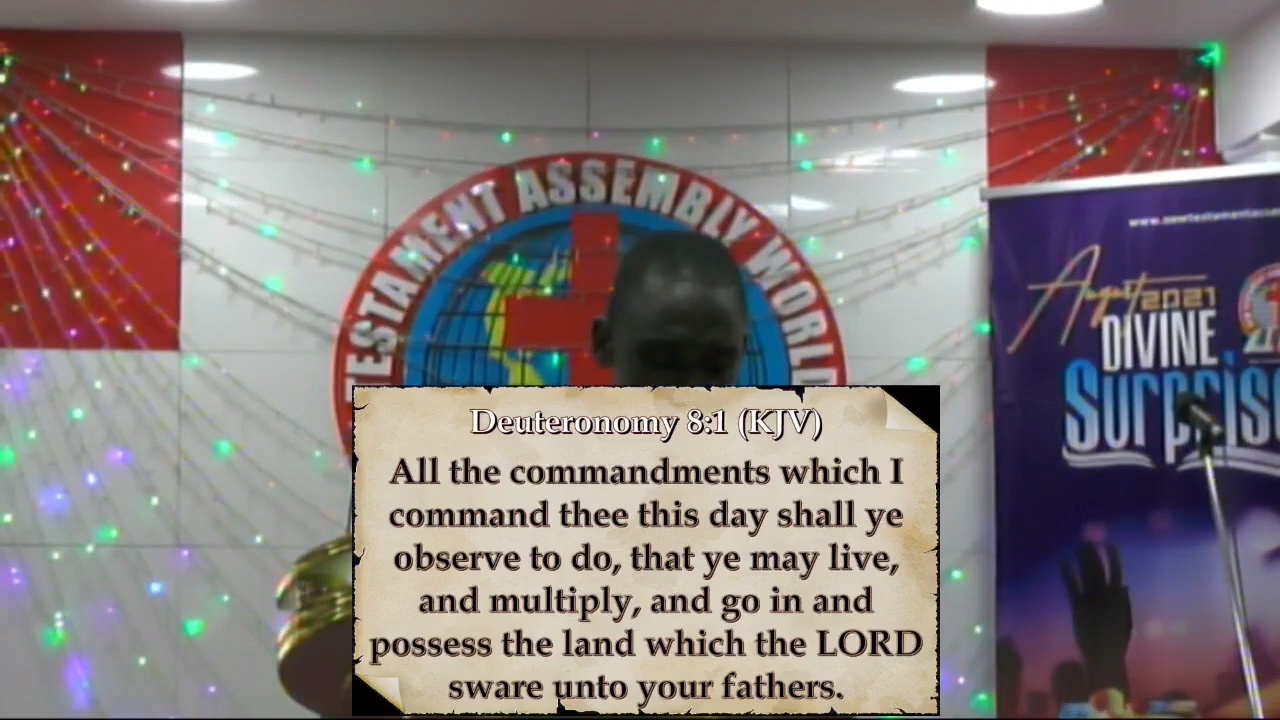 TESTAMENT ASSEMBLY WORLD
August 2021
DIVINE
Deuteronomy 8:1 (KJV)
All the commandments which I
command thee this day shall ye
observe to do, that ye may live,
and multiply, and go in and
possess the land which the LORD
sware unto your fathers.